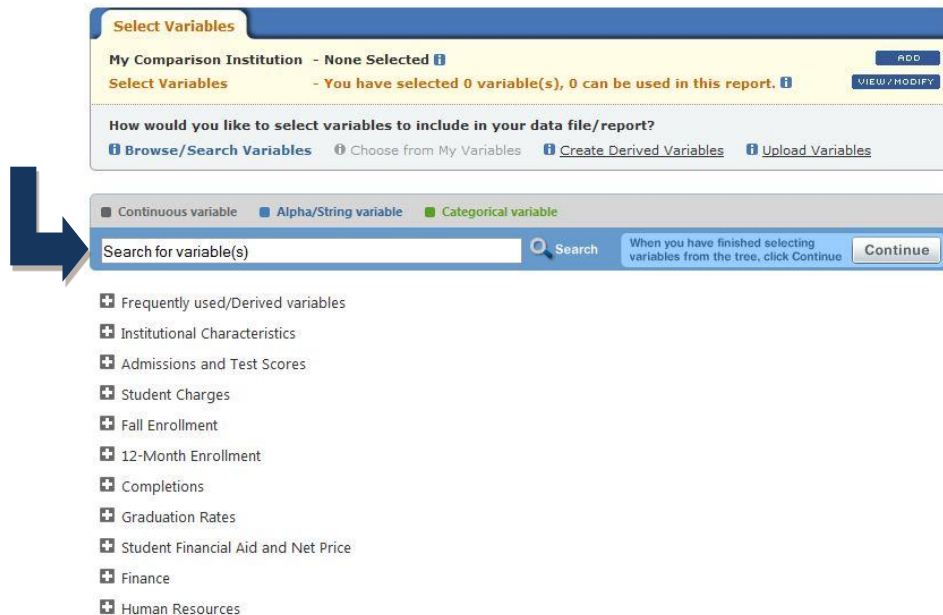 Select Variables
My Comparison Institution - None Selected
ADD
Select Variables - You have selected 0 variable(s), 0 can be used in this report.
VIEW/MODIFY
How would you like to select variables to include in your data file/report?
Browse/Search Variables Choose from My Variables Create Derived Variables Upload Variables
Continuous variable Alpha/String variable Categorical variable
Search for variable(s) Search
When you have finished selecting
variables from the tree, click Continue
Continue
Frequently used/Derived variables
Institutional Characteristics
Admissions and Test Scores
Student Charges
Fall Enrollment
12-Month Enrollment
Completions
Graduation Rates
Student Financial Aid and Net Price
Finance
Human Resources